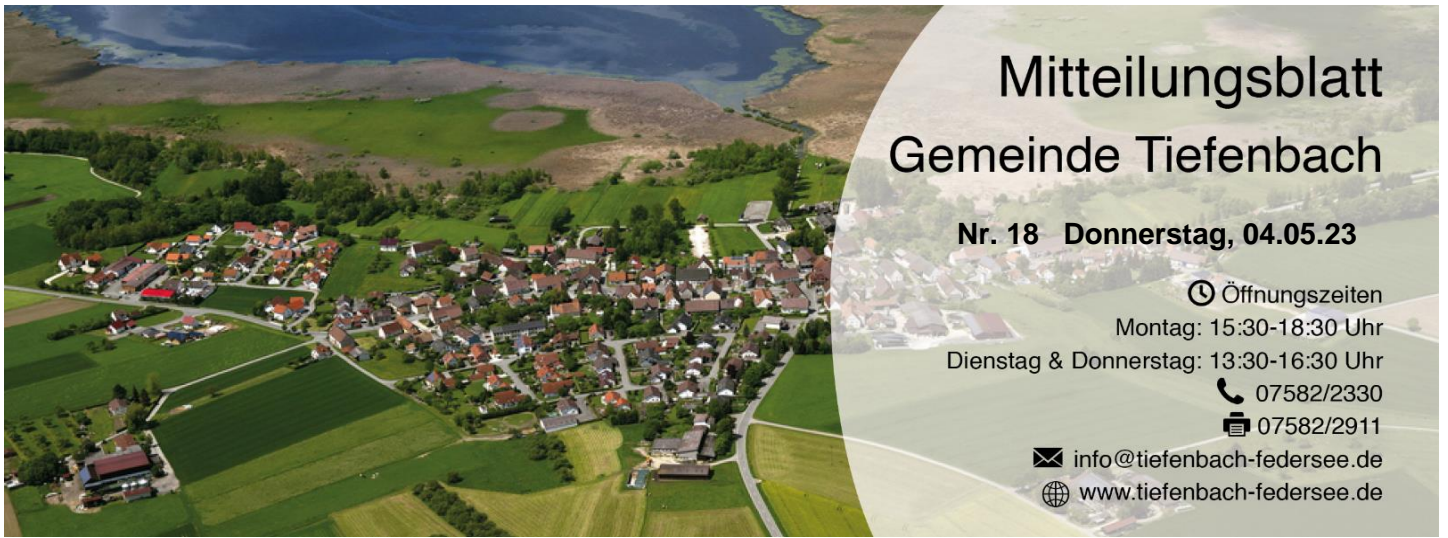 Mitteilungsblatt
Gemeinde Tiefenbach
Nr. 18 Donnerstag, 04.05.23
Öffnungszeiten
Montag: 15:30-18:30 Uhr
Dienstag & Donnerstag: 13:30-16:30 Uhr
07582/2330
07582/2911
info@tiefenbach-federsee.de
www.tiefenbach-federsee.de